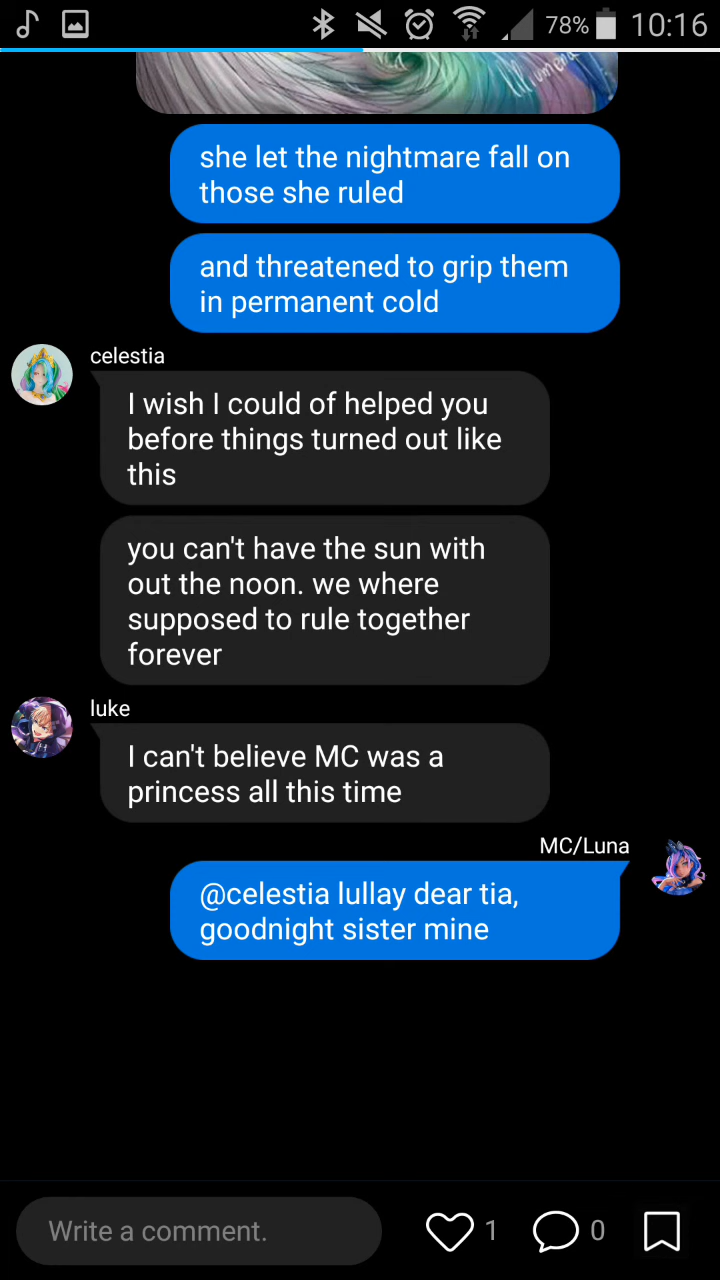 78% 10:16
she let the nightmare fall on
those she ruled
and threatened to grip them
in permanent cold
celestia
I wish I could of helped you
before things turned out like
this
you can't have the sun with
out the noon. we where
supposed to rule together
forever
luke
I can't believe MC was a
princess all this time
MC/Luna
@celestia lullay dear tia,
goodnight sister mine
Write a comment. 1 0